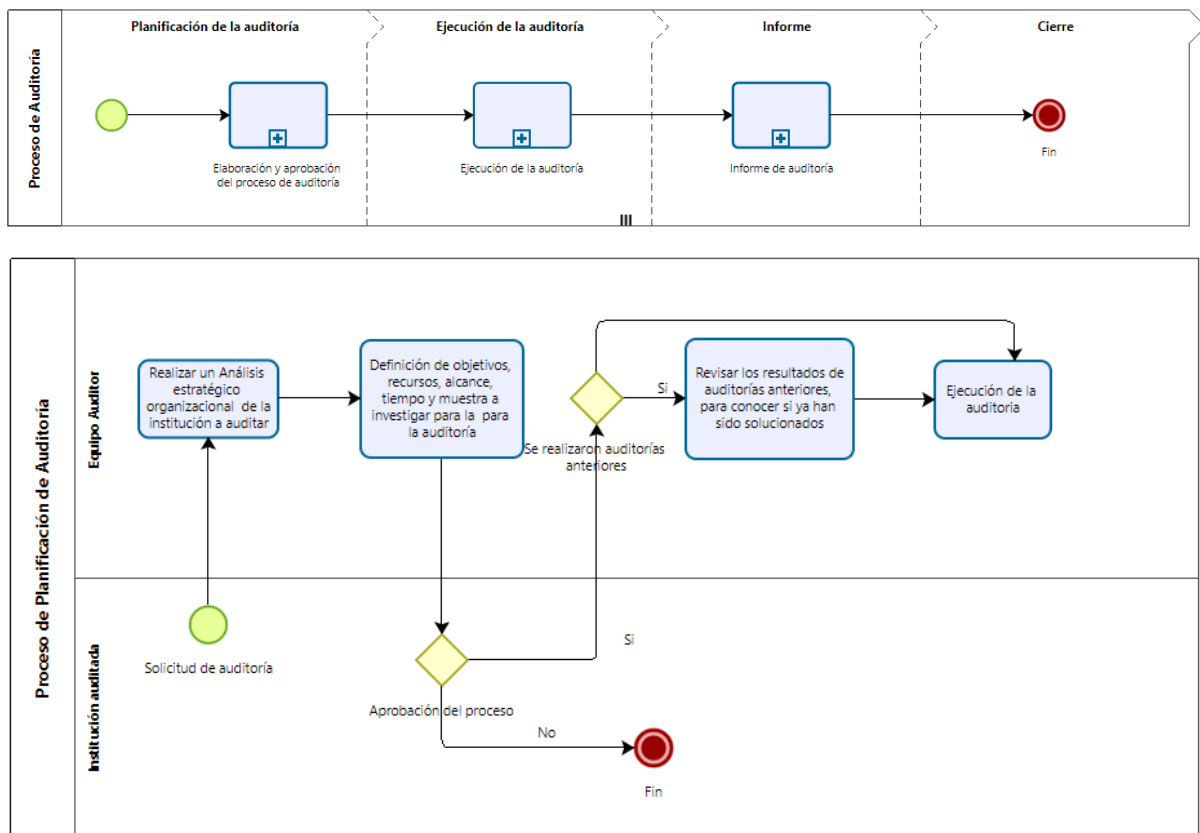 Proceso de Auditoría
Planificación de la auditoría
Ejecución de la auditoría
Informe
Cierre
Elaboración y aprobación
del proceso de auditoría
Ejecución de la auditoría
Informe de auditoría
Fin
Proceso de Planificación de Auditoría
Equipo Auditor
Realizar un Análisis
estratégico
organizacional de la
institución a auditar
Definición de objetivos,
recursos, alcance,
tiempo y muestra a
investigar para la para
la auditoría
Se realizaron auditorías
anteriores
Si
Revisar los resultados de
auditorías anteriores,
para conocer si ya han
sido solucionados
Ejecución de la
auditoria
Institución auditada
Solicitud de auditoría
Aprobación del proceso
Si
No
Fin